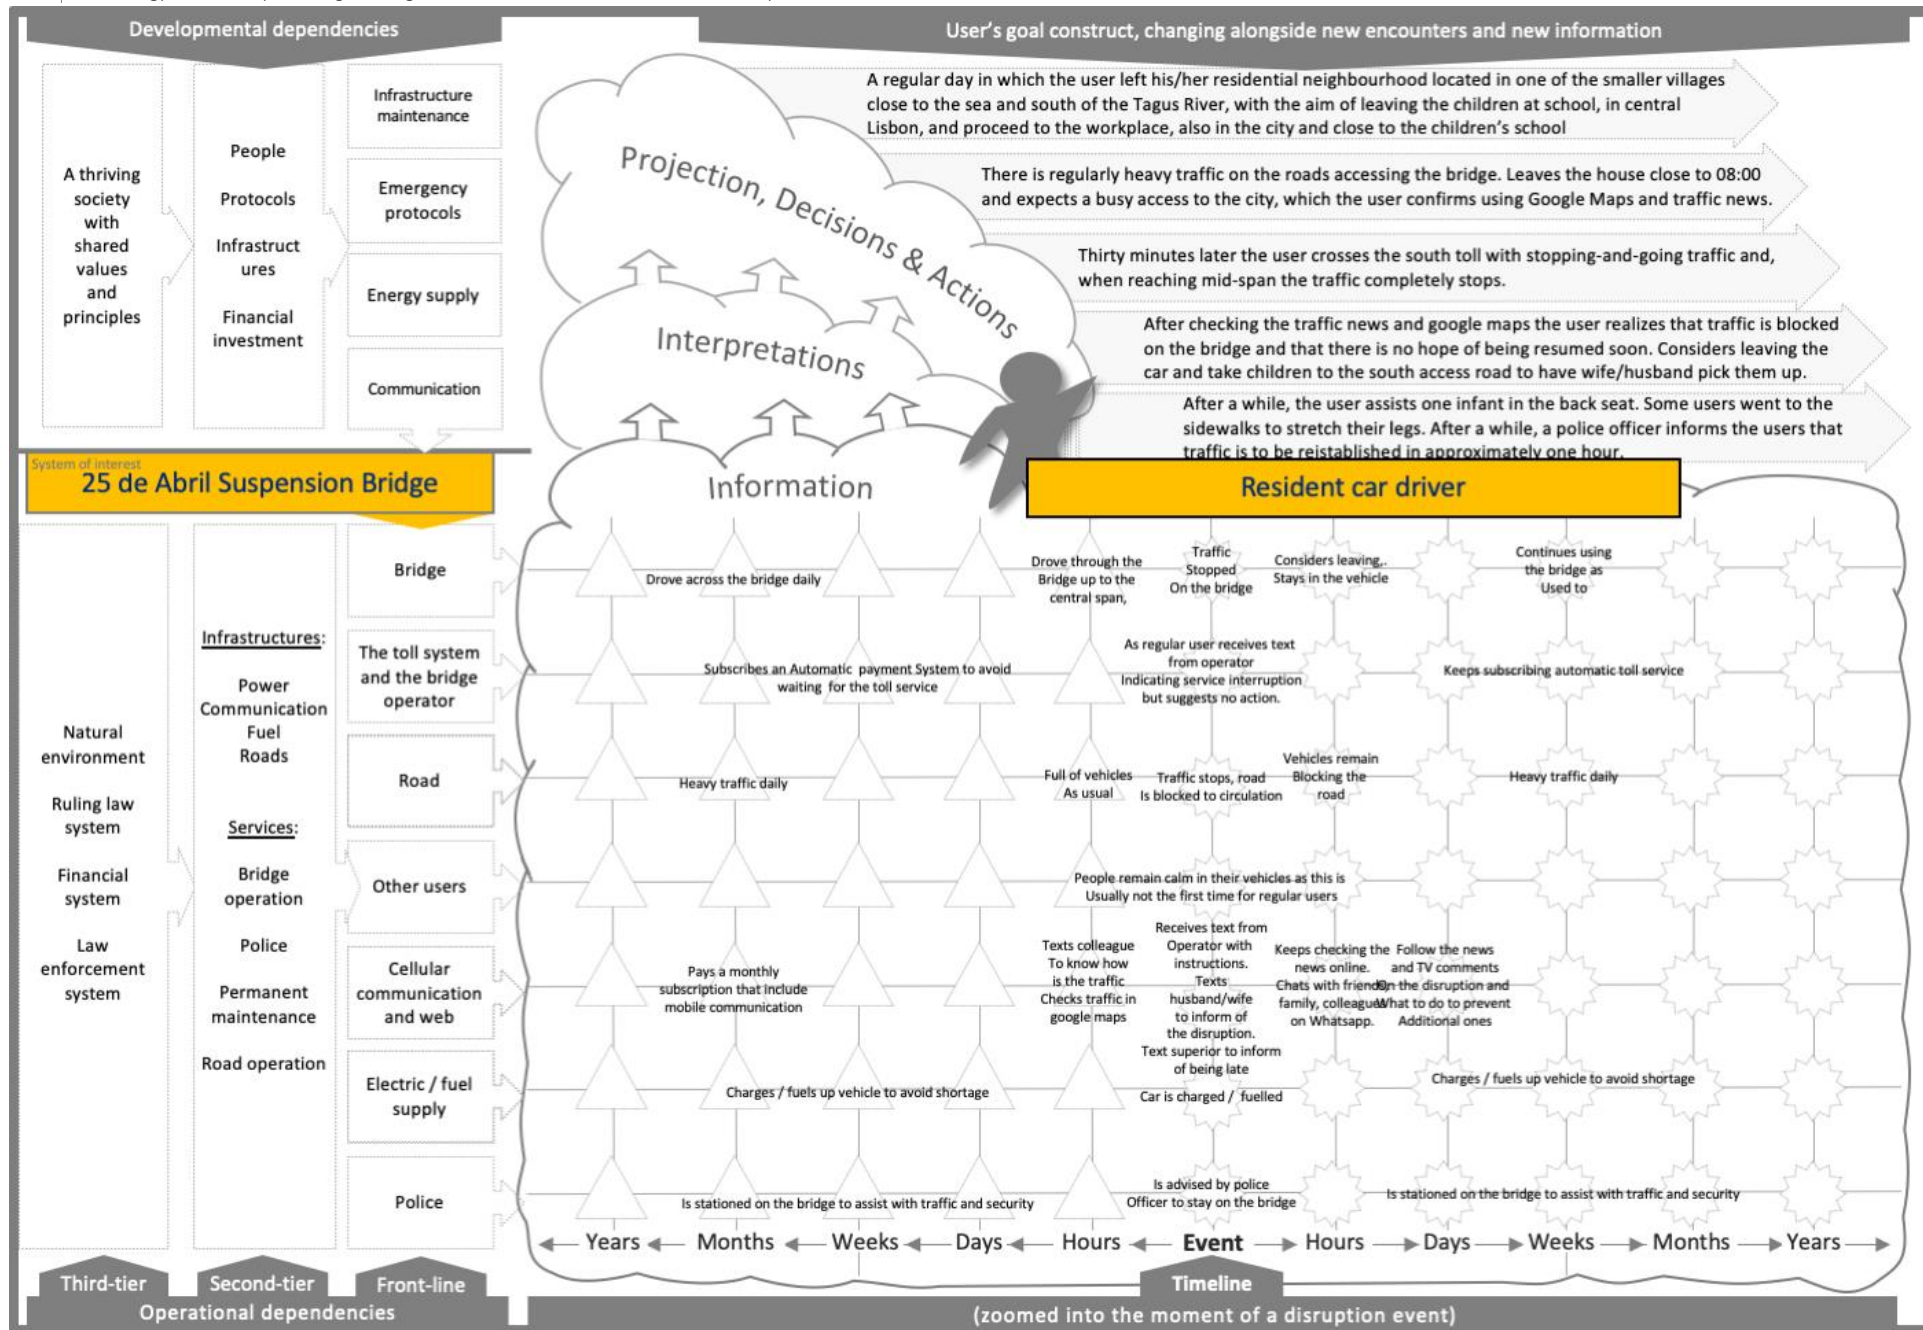 Developmental dependencies
User's goal construct, changing alongside new encounters and new information
A thriving
society
with
shared
values
and
principles
People
Protocols
Infrastruct
ures
Financial
investment
Infrastructure
maintenance
Emergency
protocols
Energy supply
Communication
Projection, Decisions & Actions
Interpretations
Information
A regular day in which the user left his/her residential neighbourhood located in one of the smaller villages
close to the sea and south of the Tagus River, with the aim of leaving the children at school, in central
Lisbon, and proceed to the workplace, also in the city and close to the children's school
There is regularly heavy traffic on the roads accessing the bridge. Leaves the house close to 08:00
and expects a busy access to the city, which the user confirms using Google Maps and traffic news.
Thirty minutes later the user crosses the south toll with stopping-and-going traffic and,
when reaching mid-span the traffic completely stops.
After checking the traffic news and google maps the user realizes that traffic is blocked
on the bridge and that there is no hope of being resumed soon. Considers leaving the
car and take children to the south access road to have wife/husband pick them up.
After a while, the user assists one infant in the back seat. Some users went to the
sidewalks to stretch their legs. After a while, a police officer informs the users that
traffic is to be reistablished in approximately one hour.
System of interest
25 de Abril Suspension Bridge
Resident car driver
Natural
environment
Ruling law
system
Financial
system
Law
enforcement
system
Infrastructures:
Power
Communication
Fuel
Roads
Services:
Bridge
operation
Police
Permanent
maintenance
Road operation
Bridge
Drove across the bridge daily
Drove through the
Bridge up to the
central span,
Traffic
Stopped
On the bridge
Considers leaving,.
Stays in the vehicle
Continues using
the bridge as
Used to
The toll system
and the bridge
operator
Subscribes an Automatic payment System to avoid
waiting for the toll service
As regular user receives text
from operator
Indicating service interruption
but suggests no action.
Keeps subscribing automatic toll service
Road
Heavy traffic daily
Full of vehicles
As usual
Traffic stops, road
Is blocked to circulation
Vehicles remain
Blocking the
road
Heavy traffic daily
Other users
People remain calm in their vehicles as this is
Usually not the first time for regular users
Cellular
communication
and web
Pays a monthly
subscription that include
mobile communication
Texts colleague
To know how
is the traffic
Checks traffic in
google maps
Receives text from
Operator with
instructions.
Texts
husband/wife
to inform of
the disruption.
Text superior to inform
of being late
Keeps checking the
news online.
Chats with friends,
family, colleagues
on Whatsapp.
Follow the news
and TV comments
On the disruption and
What to do to prevent
Additional ones
Electric / fuel
supply
Charges / fuels up vehicle to avoid shortage
Car is charged / fuelled
Charges / fuels up vehicle to avoid shortage
Police
Is stationed on the bridge to assist with traffic and security
Is advised by police
Officer to stay on the bridge
Is stationed on the bridge to assist with traffic and security
Years Months Weeks Days Hours Event Hours Days Weeks Months Years
Third-tier Second-tier Front-line
Timeline
Operational dependencies
(zoomed into the moment of a disruption event)